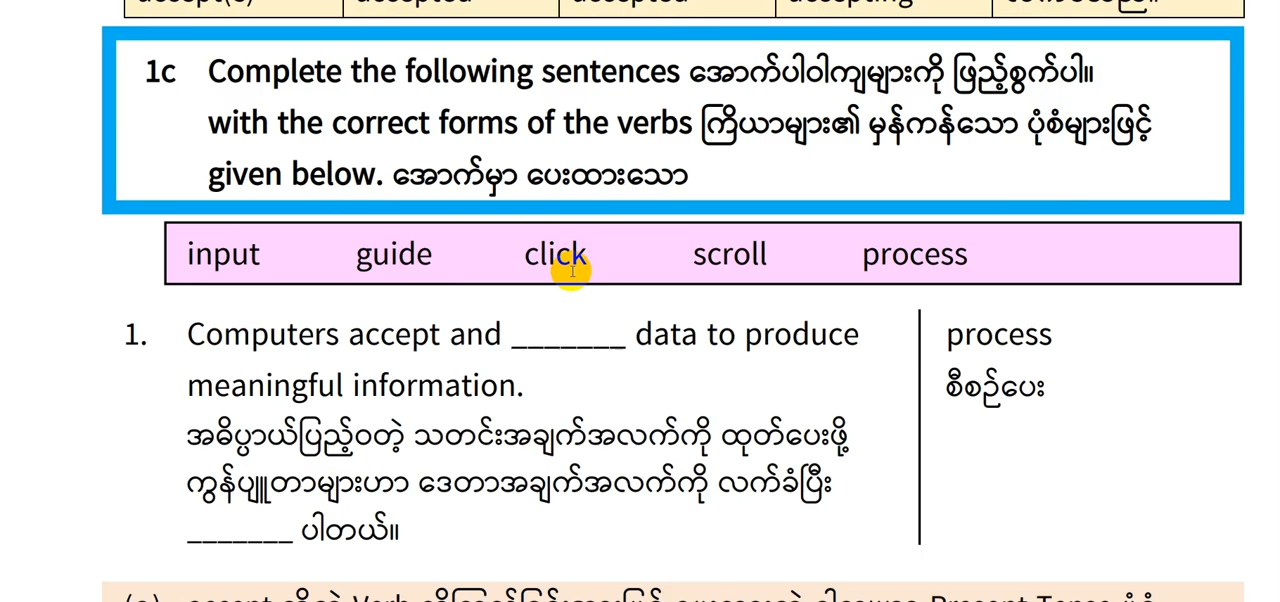 accepted accepted accepting
1c Complete the following sentences အောက်ပါဝါကျများကို ဖြည့်စွက်ပါ။
with the correct forms of the verbs ကြိယာများ၏ မှန်ကန်သော ပုံစံများဖြင့်
given below. အောက်မှာ ပေးထားသော
input guide click scroll process
1. Computers accept and _______ data to produce
meaningful information.
အဓိပ္ပာယ်ပြည့်ဝတဲ့ သတင်းအချက်အလက်ကို ထုတ်ပေးဖို့
ကွန်ပျူတာများဟာ ဒေတာအချက်အလက်ကို လက်ခံပြီး
_______ ပါတယ်။
process
စီစဉ်ပေး